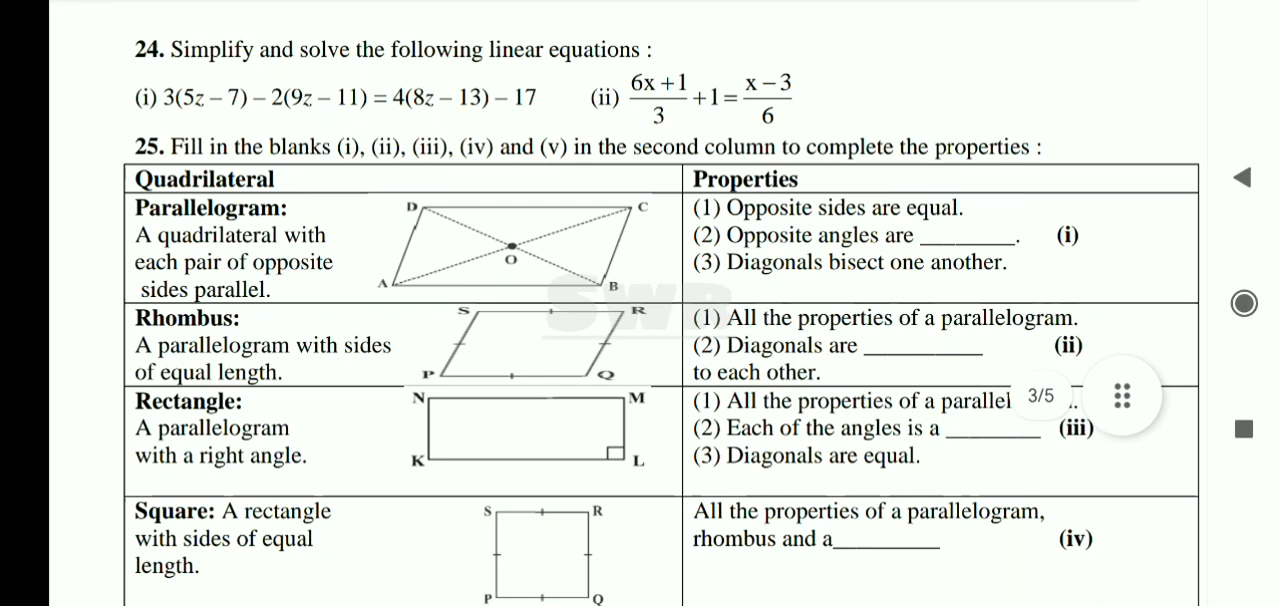 24. Simplify and solve the following linear equations :
(i) 3(5z – 7) – 2(9z – 11) = 4(8z – 13) – 17 (ii) (6x +1)/3 +1= (x – 3)/6
25. Fill in the blanks (i), (ii), (iii), (iv) and (v) in the second column to complete the properties :
Quadrilateral Properties
Parallelogram:
A quadrilateral with
each pair of opposite
sides parallel.
D C
O
A B
(1) Opposite sides are equal.
(2) Opposite angles are _________. (i)
(3) Diagonals bisect one another.
SWB
Rhombus:
A parallelogram with sides
of equal length.
S R
P Q
(1) All the properties of a parallelogram.
(2) Diagonals are ___________ (ii)
to each other.
Rectangle:
A parallelogram
with a right angle.
N M
K L
(1) All the properties of a parallel
(2) Each of the angles is a _________ (iii)
(3) Diagonals are equal.
3/5
Square: A rectangle
with sides of equal
length.
S R
P Q
All the properties of a parallelogram,
rhombus and a__________ (iv)